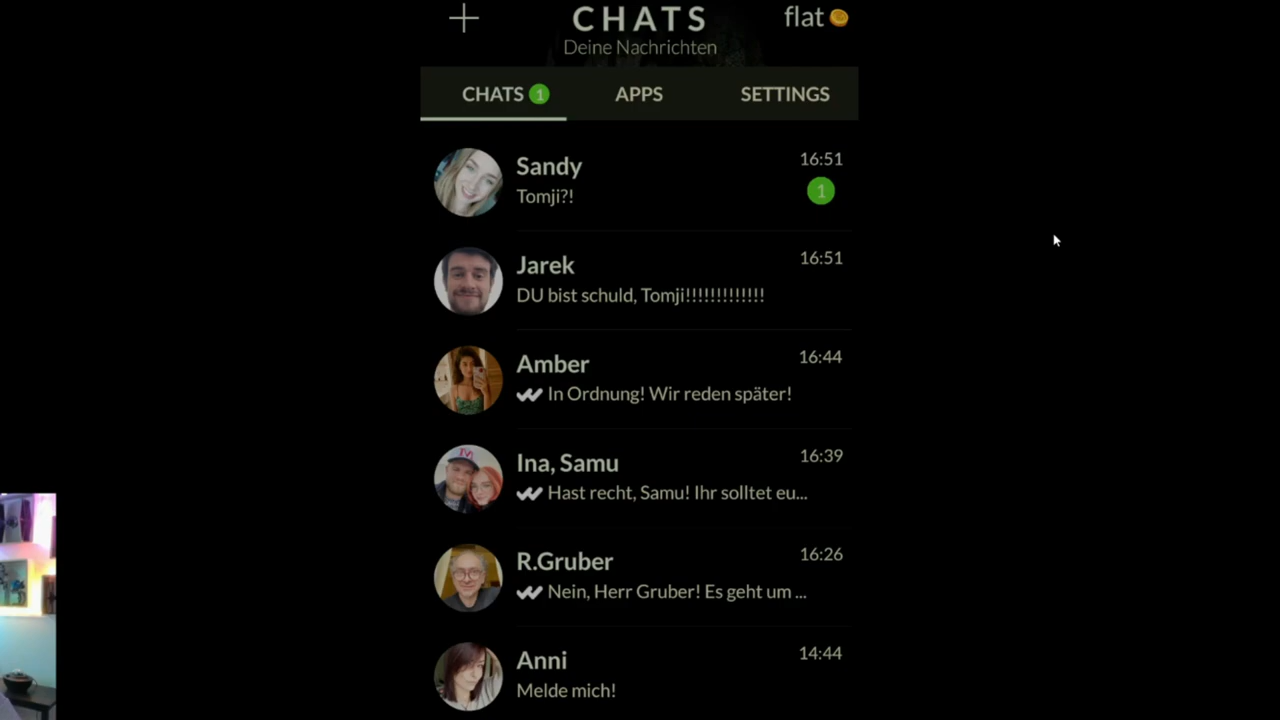 CHATS
flat
Deine Nachrichten
CHATS 1
APPS
SETTINGS
Sandy
16:51
Tomji?!
1
Jarek
16:51
DU bist schuld, Tomji!!!!!!!!!!!!!
Amber
16:44
In Ordnung! Wir reden später!
Ina, Samu
16:39
Hast recht, Samu! Ihr solltet eu...
R.Gruber
16:26
Nein, Herr Gruber! Es geht um ...
Anni
14:44
Melde mich!